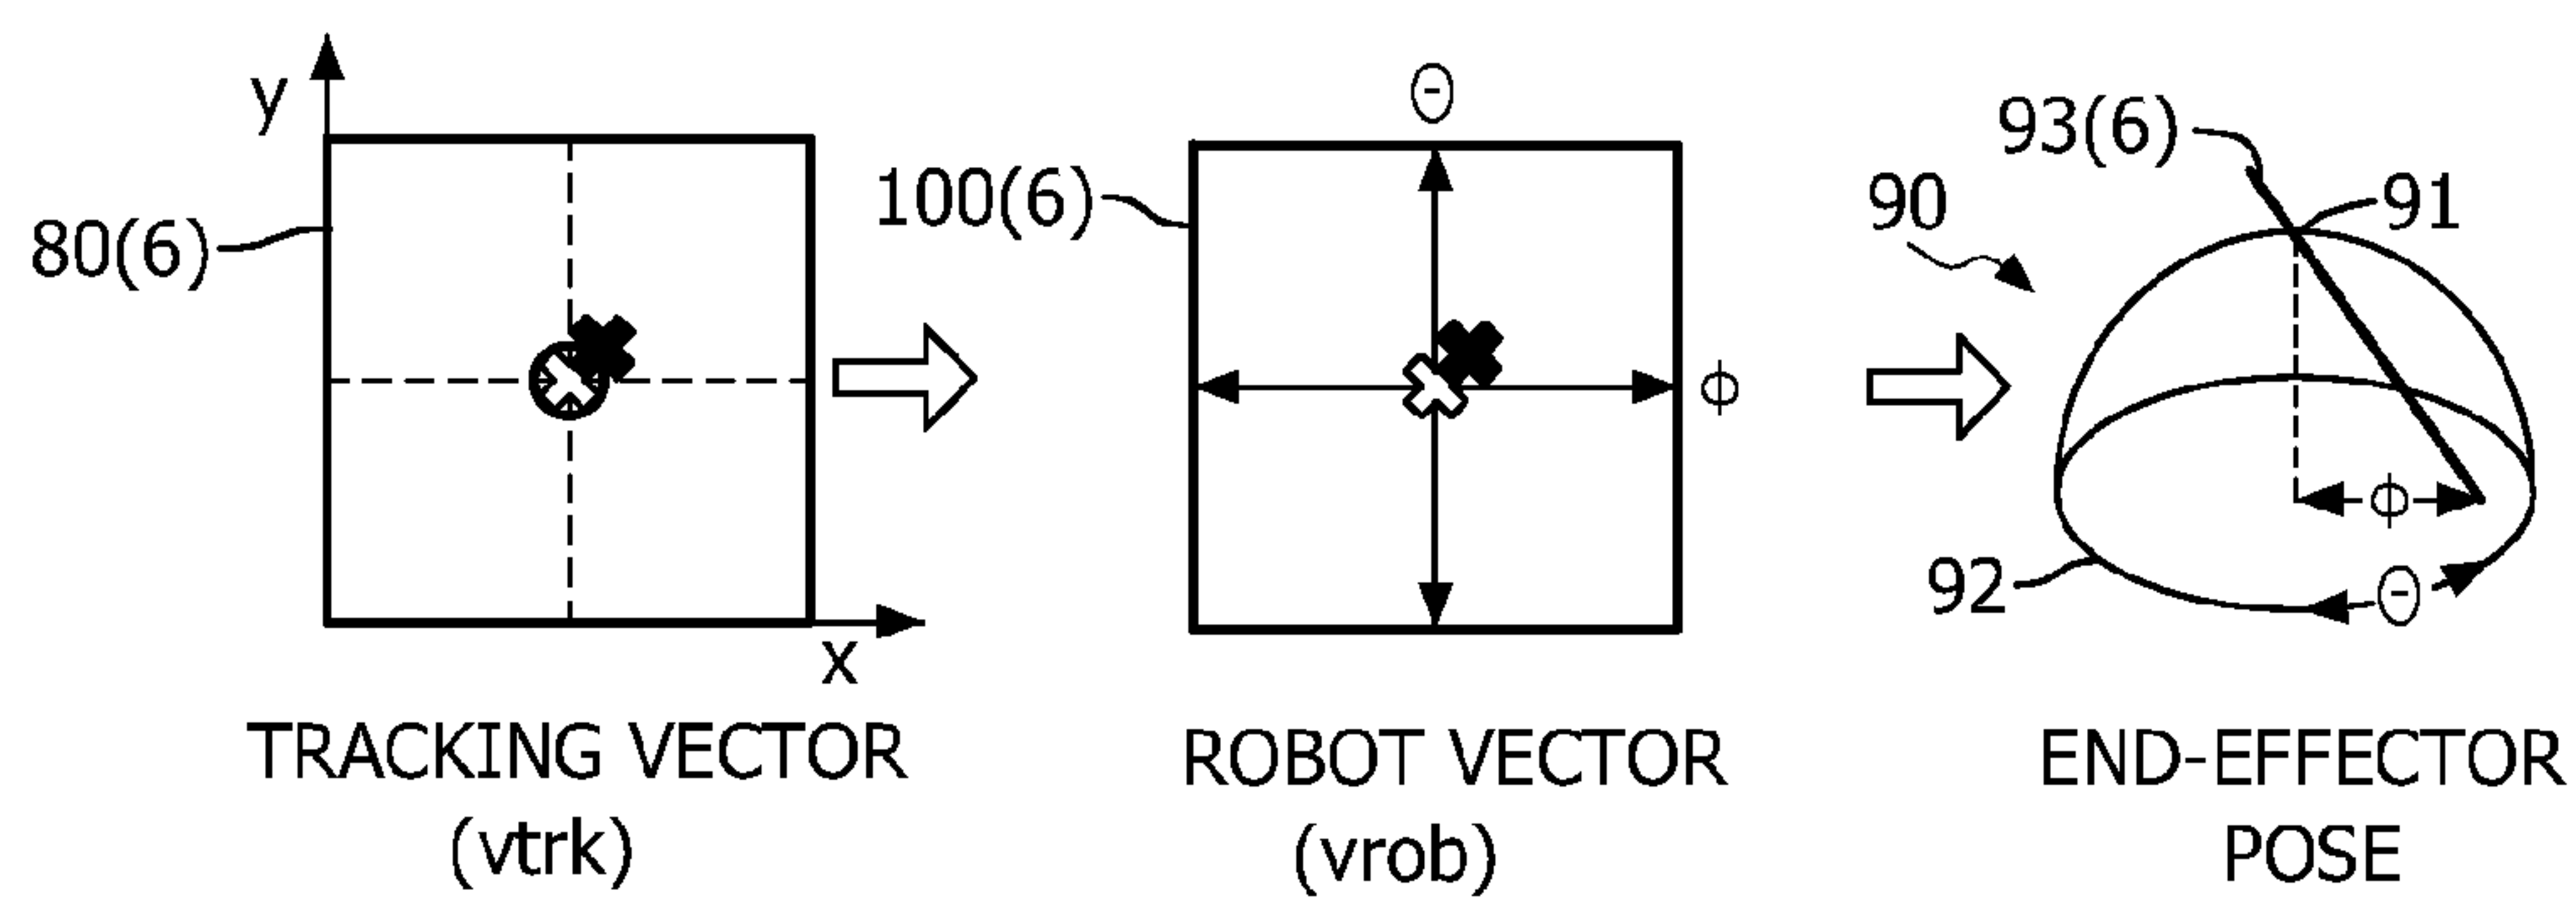 y
80(6)
x
TRACKING VECTOR
(vtrk)
Θ
100(6)
ϕ
ROBOT VECTOR
(vrob)
93(6)
90
91
ϕ
92
Θ
END-EFFECTOR
POSE